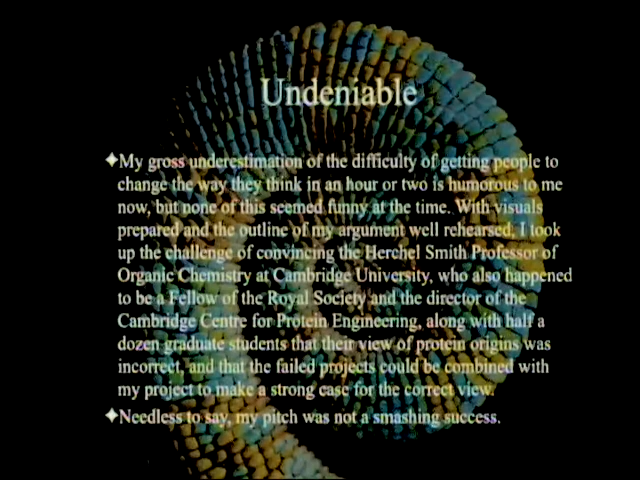 Undeniable
✦My gross underestimation of the difficulty of getting people to
change the way they think in an hour or two is humorous to me
now, but none of this seemed funny at the time. With visuals
prepared and the outline of my argument well rehearsed, I took
up the challenge of convincing the Herchel Smith Professor of
Organic Chemistry at Cambridge University, who also happened
to be a Fellow of the Royal Society and the director of the
Cambridge Centre for Protein Engineering, along with half a
dozen graduate students that their view of protein origins was
incorrect, and that the failed projects could be combined with
my project to make a strong case for the correct view.
✦Needless to say, my pitch was not a smashing success.